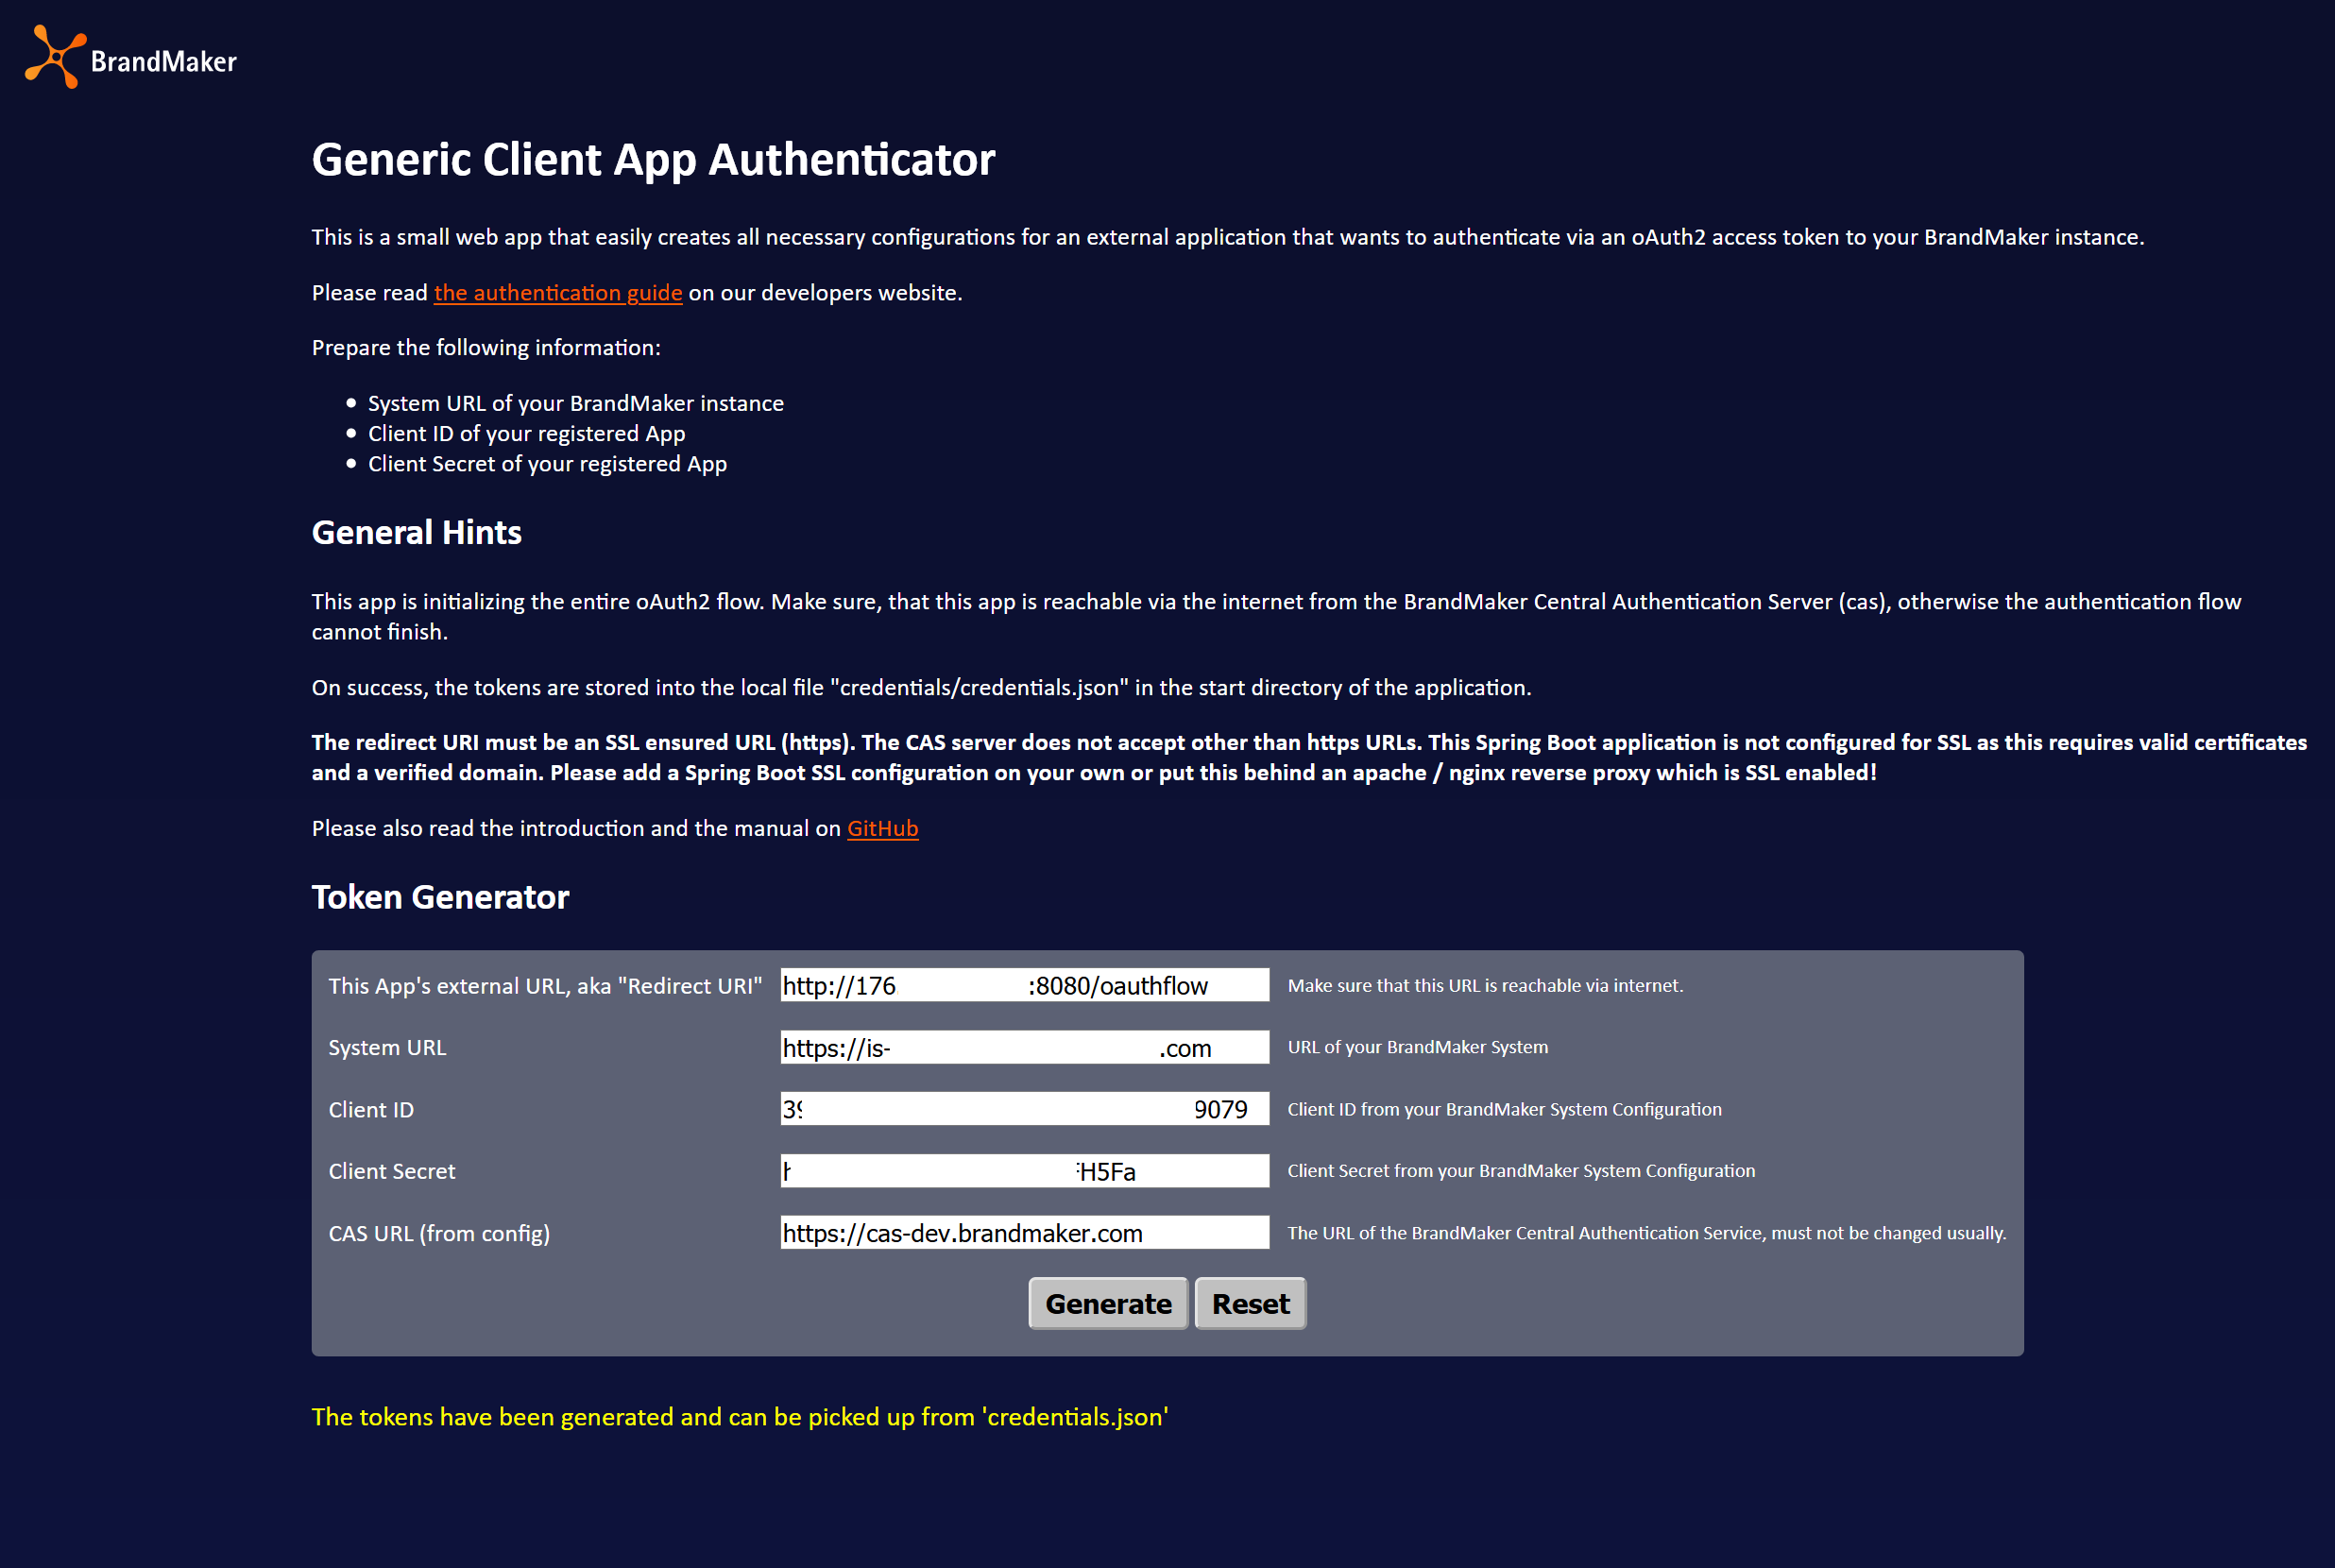 BrandMaker
Generic Client App Authenticator
This is a small web app that easily creates all necessary configurations for an external application that wants to authenticate via an oAuth2 access token to your BrandMaker instance.
Please read the authentication guide on our developers website.
Prepare the following information:
System URL of your BrandMaker instance
Client ID of your registered App
Client Secret of your registered App
General Hints
This app is initializing the entire oAuth2 flow. Make sure, that this app is reachable via the internet from the BrandMaker Central Authentication Server (cas), otherwise the authentication flow
cannot finish.
On success, the tokens are stored into the local file "credentials/credentials.json" in the start directory of the application.
The redirect URI must be an SSL ensured URL (https). The CAS server does not accept other than https URLs. This Spring Boot application is not configured for SSL as this requires valid certificates
and a verified domain. Please add a Spring Boot SSL configuration on your own or put this behind an apache / nginx reverse proxy which is SSL enabled!
Please also read the introduction and the manual on GitHub
Token Generator
This App's external URL, aka "Redirect URI" http://176. :8080/oauthflow Make sure that this URL is reachable via internet.
System URL https://is- .com URL of your BrandMaker System
Client ID 39 9079 Client ID from your BrandMaker System Configuration
Client Secret H5Fa Client Secret from your BrandMaker System Configuration
CAS URL (from config) https://cas-dev.brandmaker.com The URL of the BrandMaker Central Authentication Service, must not be changed usually.
Generate Reset
The tokens have been generated and can be picked up from 'credentials.json'